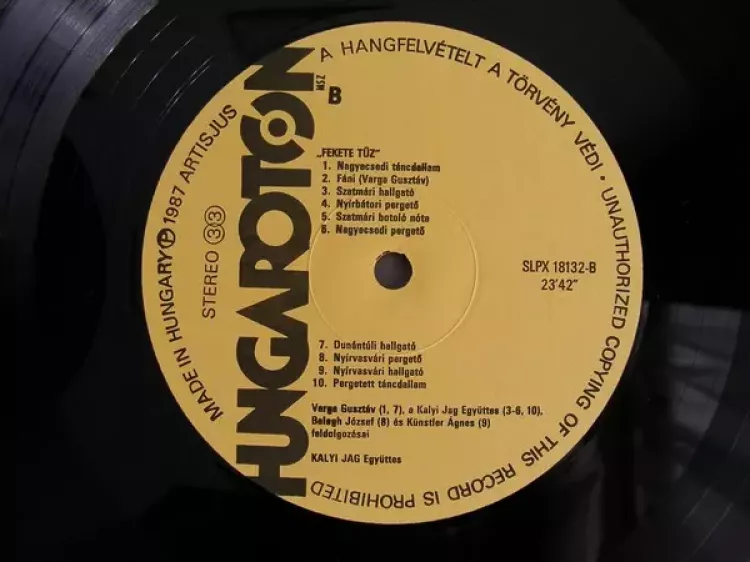 A HANGFELVÉTELT A TÖRVÉNY VÉDI · UNAUTHORIZED COPYING OF THIS RECORD IS PROHIBITED
MADE IN HUNGARY ℗ 1987 ARTISJUS
STEREO 33
HUNGAROTON
MSZ
B
„FEKETE TŰZ”
1. Nagyecsedi táncdallam
2. Fáni (Varga Gusztáv)
3. Szatmári hallgató
4. Nyírbátori pergető
5. Szatmári botoló nóta
6. Nagyecsedi pergető
SLPX 18132-B
23'42"
7. Dunántúli hallgató
8. Nyírvasvári pergető
9. Nyírvasvári hallgató
10. Pergetett táncdallam
Varga Gusztáv (1, 7), a Kalyi Jag Együttes (3-6, 10),
Balogh József (8) és Künstler Ágnes (9)
feldolgozásai
KALYI JAG Együttes